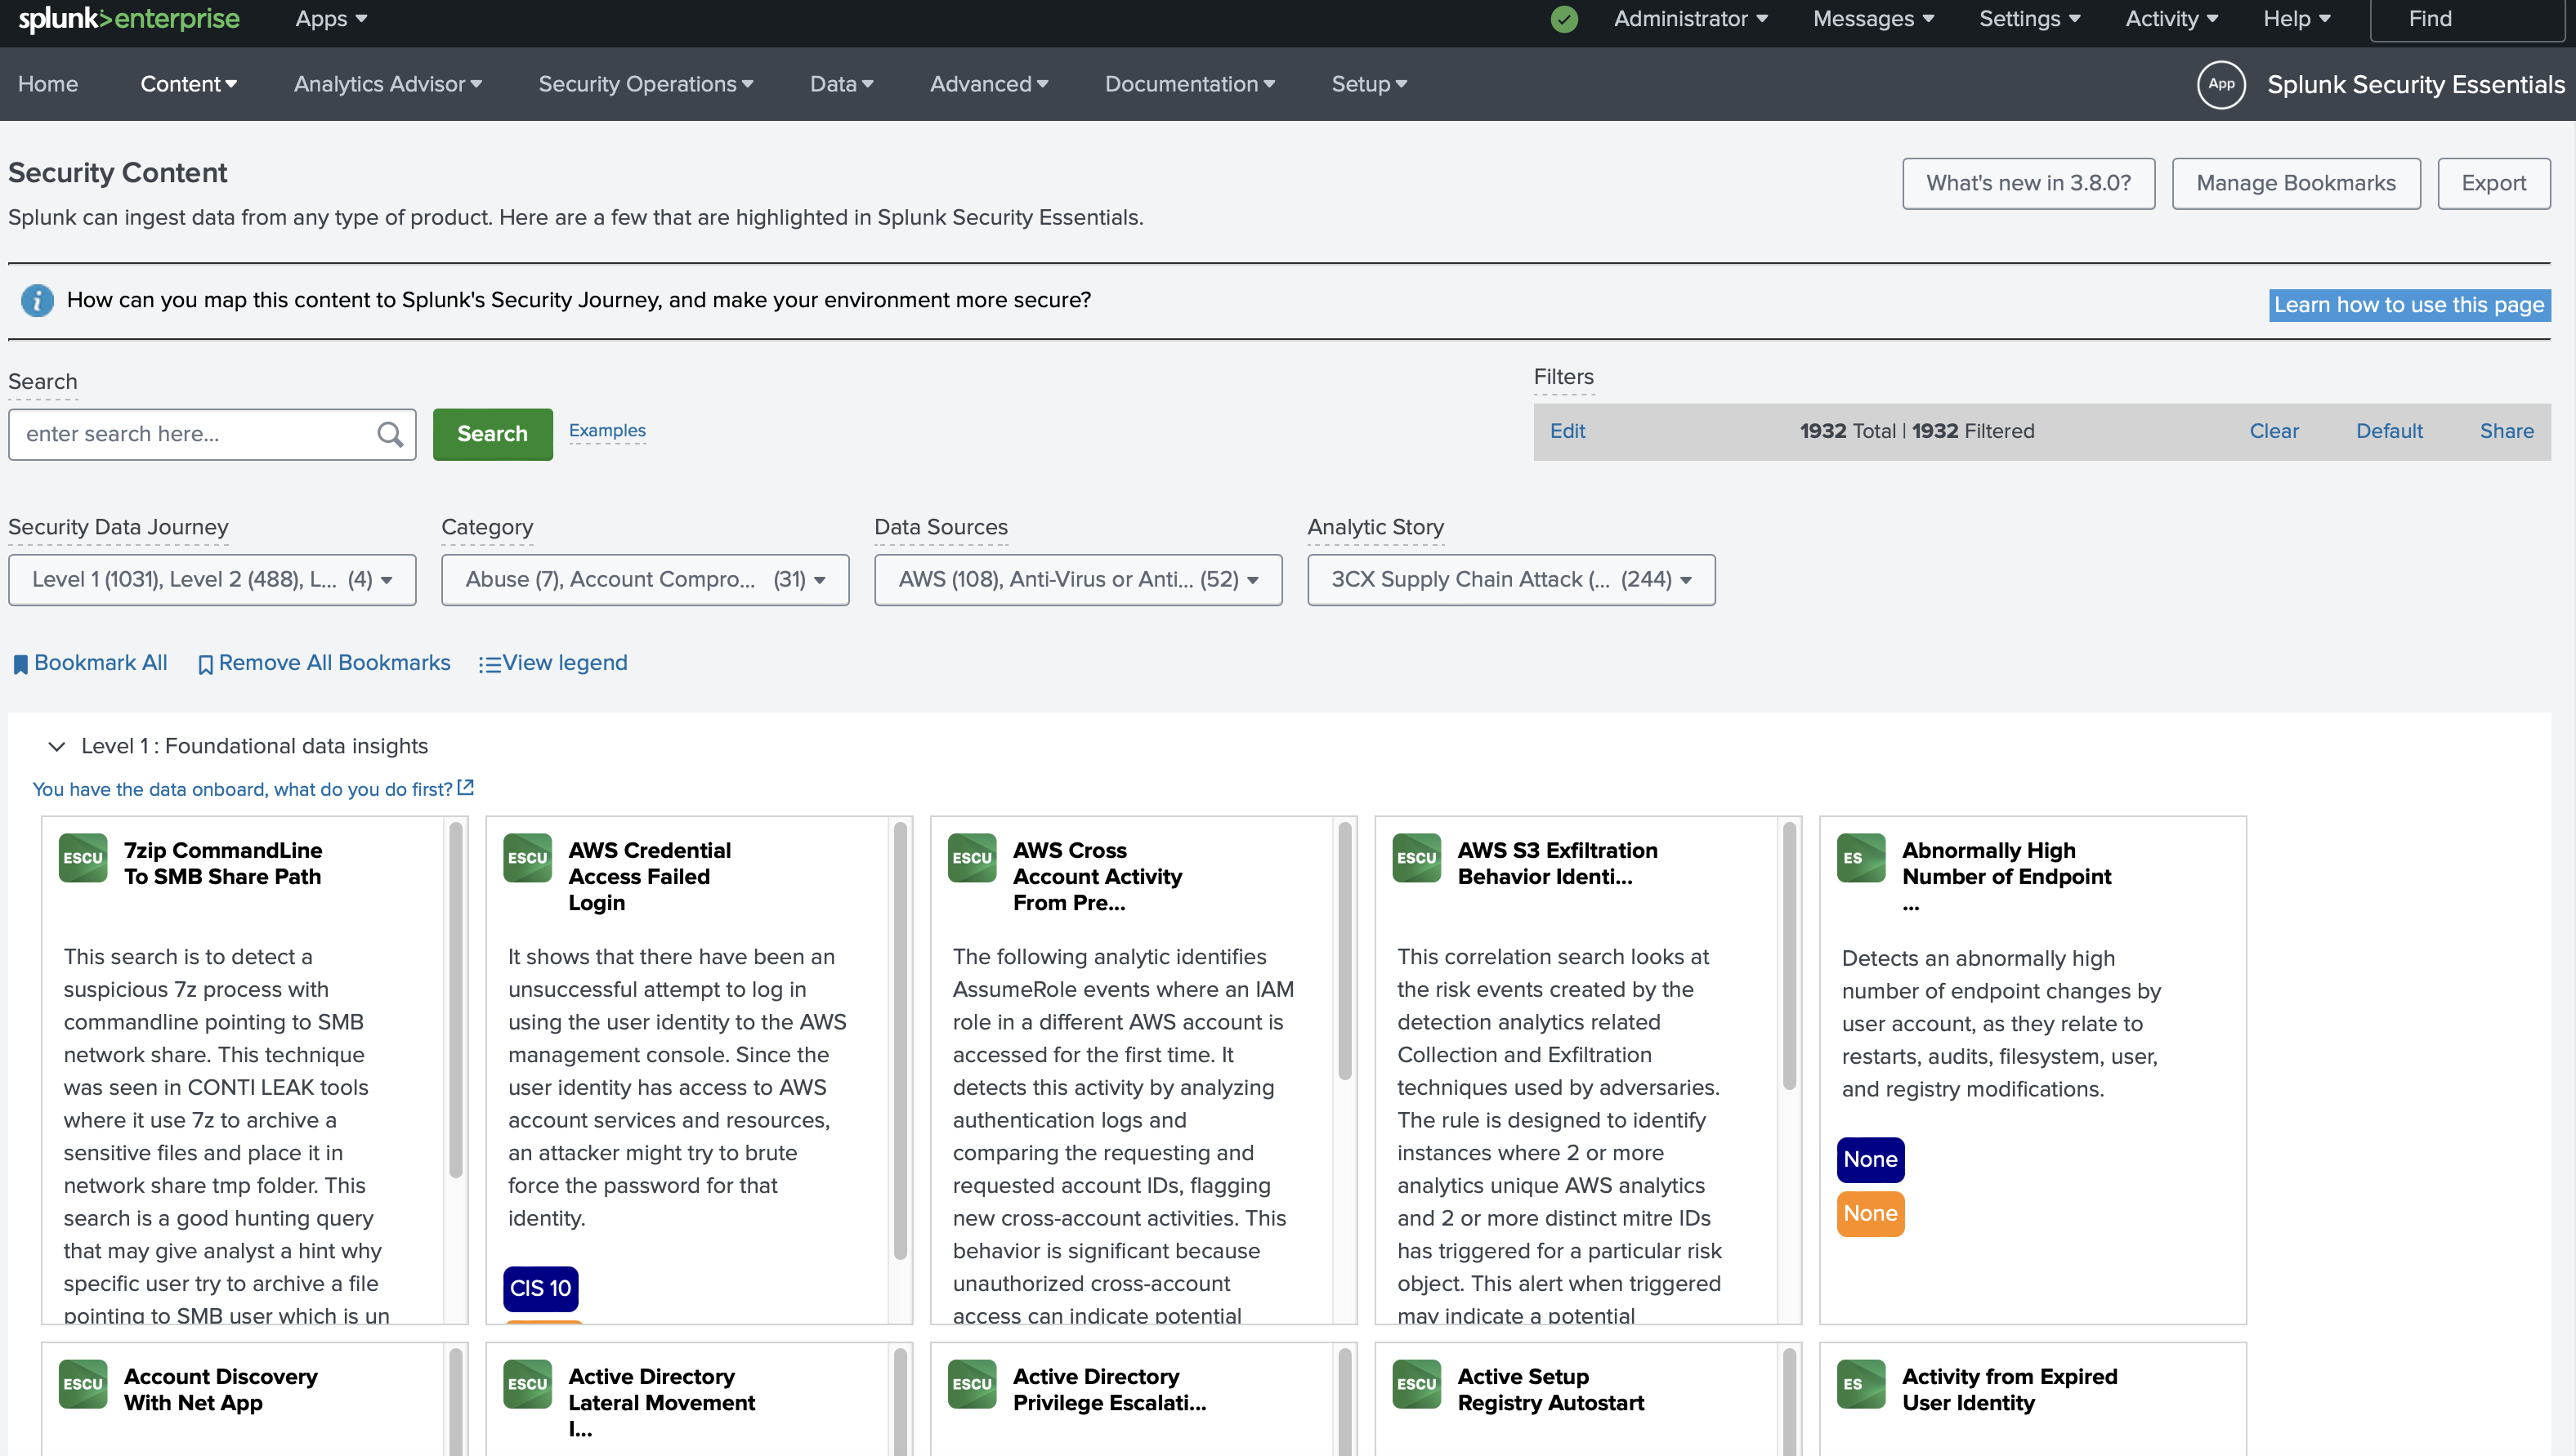 splunk>enterprise Apps Administrator Messages Settings Activity Help Find
Home Content Analytics Advisor Security Operations Data Advanced Documentation Setup App Splunk Security Essentials
Security Content
What's new in 3.8.0? Manage Bookmarks Export
Splunk can ingest data from any type of product. Here are a few that are highlighted in Splunk Security Essentials.
i How can you map this content to Splunk's Security Journey, and make your environment more secure?
Learn how to use this page
Search
Filters
enter search here... Search Examples
Edit 1932 Total | 1932 Filtered Clear Default Share
Security Data Journey Category Data Sources Analytic Story
Level 1 (1031), Level 2 (488), L... (4) Abuse (7), Account Compro... (31) AWS (108), Anti-Virus or Anti... (52) 3CX Supply Chain Attack (... (244)
Bookmark All Remove All Bookmarks View legend
Level 1 : Foundational data insights
You have the data onboard, what do you do first?
ESCU
7zip CommandLine
To SMB Share Path
This search is to detect a
suspicious 7z process with
commandline pointing to SMB
network share. This technique
was seen in CONTI LEAK tools
where it use 7z to archive a
sensitive files and place it in
network share tmp folder. This
search is a good hunting query
that may give analyst a hint why
specific user try to archive a file
pointing to SMB user which is un
ESCU
AWS Credential
Access Failed
Login
It shows that there have been an
unsuccessful attempt to log in
using the user identity to the AWS
management console. Since the
user identity has access to AWS
account services and resources,
an attacker might try to brute
force the password for that
identity.
CIS 10
ESCU
AWS Cross
Account Activity
From Pre...
The following analytic identifies
AssumeRole events where an IAM
role in a different AWS account is
accessed for the first time. It
detects this activity by analyzing
authentication logs and
comparing the requesting and
requested account IDs, flagging
new cross-account activities. This
behavior is significant because
unauthorized cross-account
access can indicate potential
ESCU
AWS S3 Exfiltration
Behavior Identi...
This correlation search looks at
the risk events created by the
detection analytics related
Collection and Exfiltration
techniques used by adversaries.
The rule is designed to identify
instances where 2 or more
analytics unique AWS analytics
and 2 or more distinct mitre IDs
has triggered for a particular risk
object. This alert when triggered
may indicate a potential
ES
Abnormally High
Number of Endpoint
...
Detects an abnormally high
number of endpoint changes by
user account, as they relate to
restarts, audits, filesystem, user,
and registry modifications.
None
None
ESCU
Account Discovery
With Net App
ESCU
Active Directory
Lateral Movement
I...
ESCU
Active Directory
Privilege Escalati...
ESCU
Active Setup
Registry Autostart
ES
Activity from Expired
User Identity